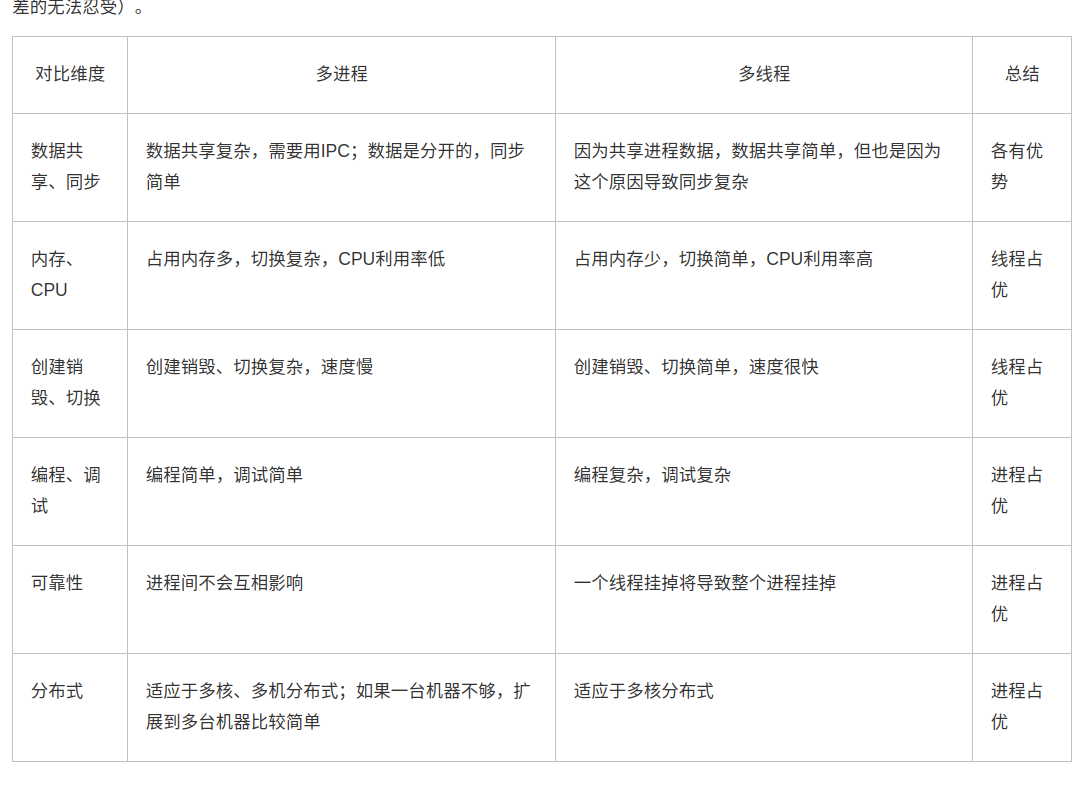 差的无法忍受）。
对比维度 多进程 多线程 总结
数据共 数据共享复杂，需要用IPC；数据是分开的，同步 因为共享进程数据，数据共享简单，但也是因为 各有优
享、同步 简单 这个原因导致同步复杂 势
内存、 占用内存多，切换复杂，CPU利用率低 占用内存少，切换简单，CPU利用率高 线程占
CPU 优
创建销 创建销毁、切换复杂，速度慢 创建销毁、切换简单，速度很快 线程占
毁、切换 优
编程、调 编程简单，调试简单 编程复杂，调试复杂 进程占
试 优
可靠性 进程间不会互相影响 一个线程挂掉将导致整个进程挂掉 进程占
优
分布式 适应于多核、多机分布式；如果一台机器不够，扩 适应于多核分布式 进程占
展到多台机器比较简单 优